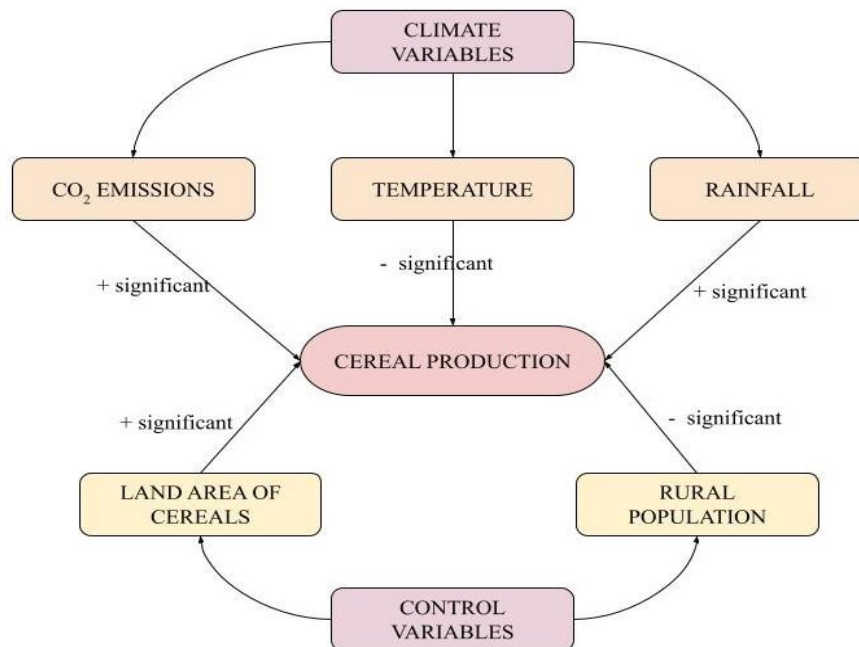 CLIMATE
VARIABLES
CO₂ EMISSIONS
TEMPERATURE
RAINFALL
+ significant
- significant
+ significant
CEREAL PRODUCTION
+ significant
- significant
LAND AREA OF
CEREALS
RURAL
POPULATION
CONTROL
VARIABLES